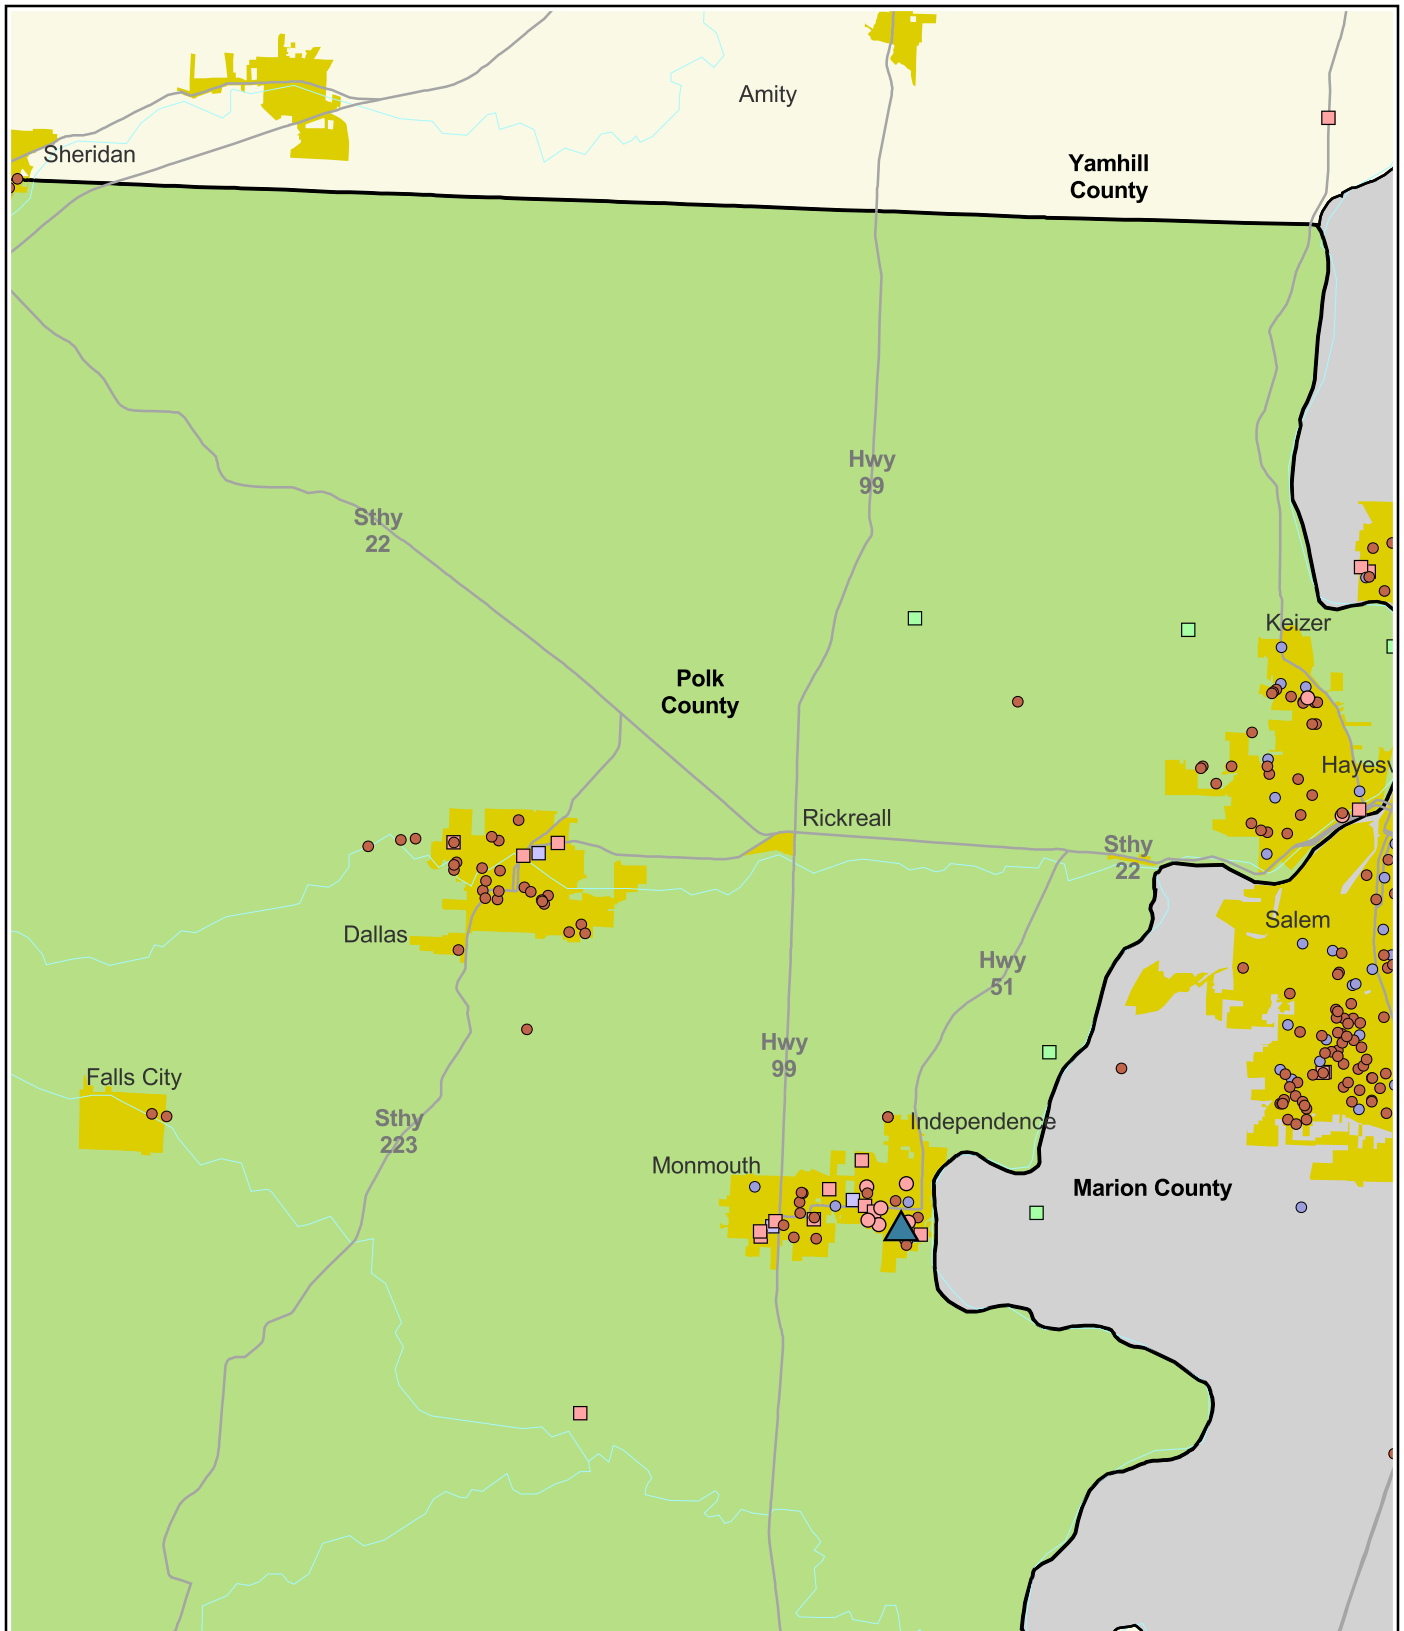 Amity
Sheridan
Yamhill
County
Hwy
99
Sthy
22
Keizer
Polk
County
Hayesv
Rickreall
Sthy
22
Salem
Dallas
Hwy
51
Hwy
99
Falls City
Sthy
223
Independence
Monmouth
Marion County